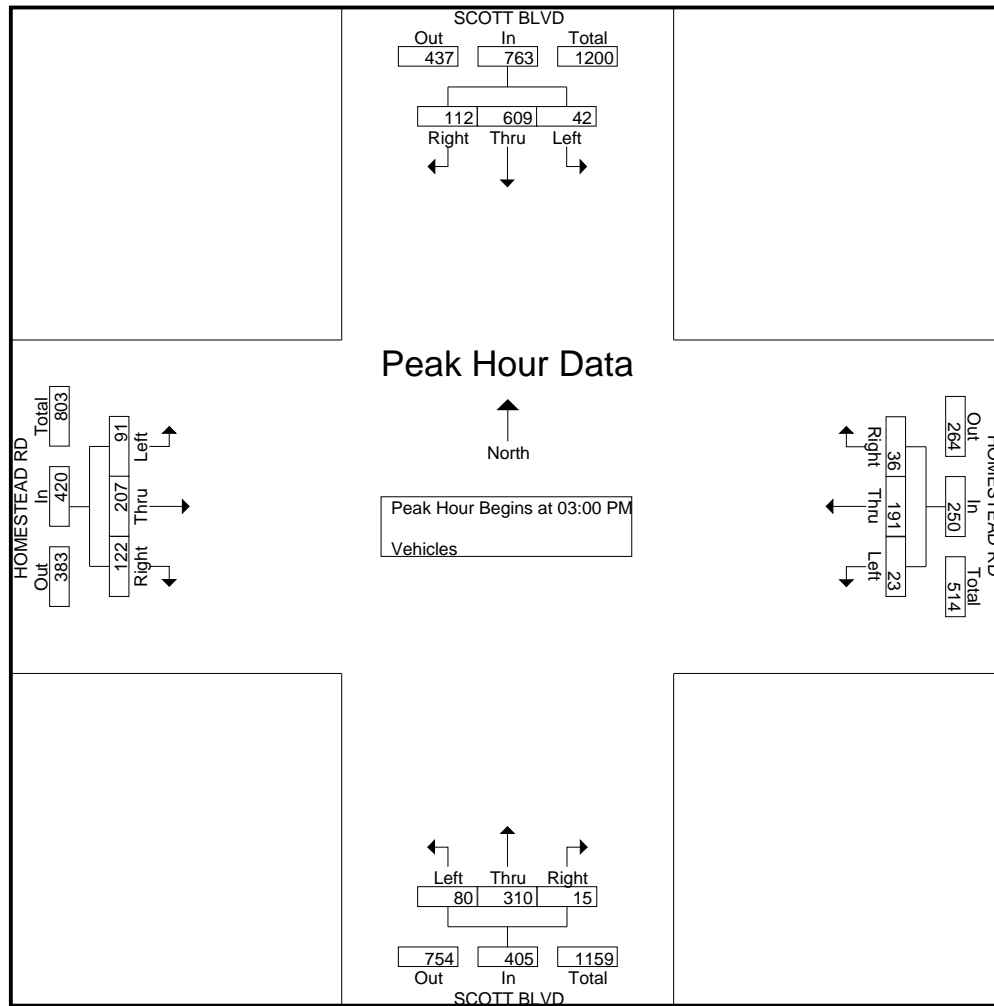 SCOTT BLVD
Out In Total
437 763 1200
112 609 42
Right Thru Left
Peak Hour Data
North
Peak Hour Begins at 03:00 PM
Vehicles
HOMESTEAD RD
Out In Total
383 420 803
122 207 91
Right Thru Left
HOMESTEAD RD
Out In Total
264 250 514
36 191 23
Right Thru Left
Left Thru Right
80 310 15
754 405 1159
Out In Total
SCOTT BLVD